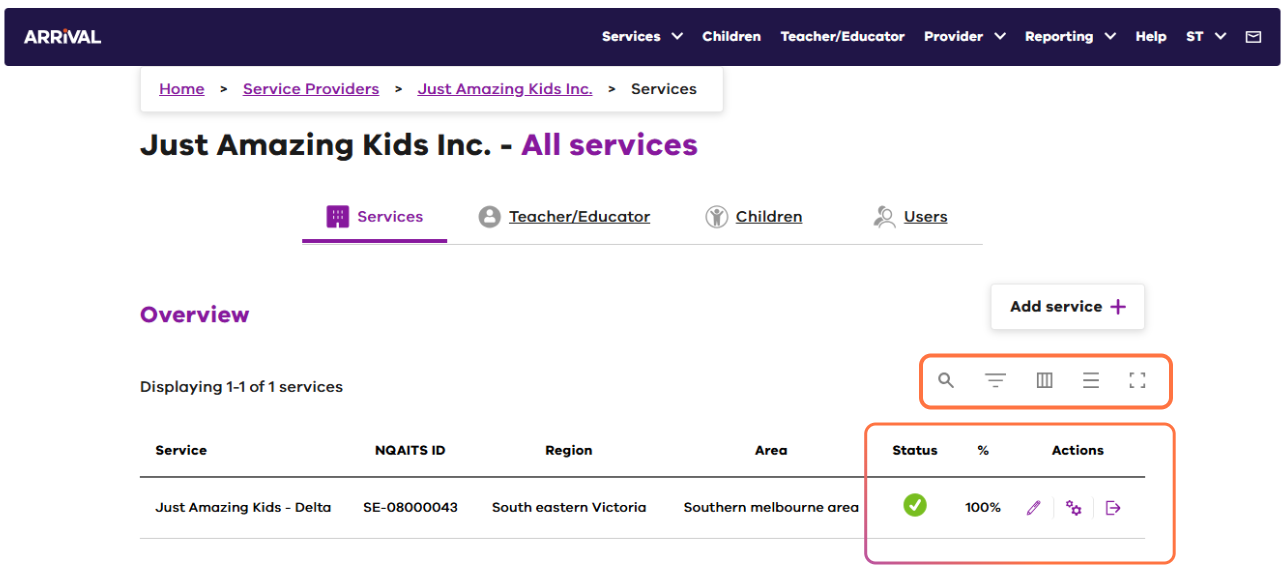 ARRIVAL Services Children Teacher/Educator Provider Reporting Help ST
Home > Service Providers > Just Amazing Kids Inc. > Services
Just Amazing Kids Inc. - All services
Services Teacher/Educator Children Users
Add service +
Overview
Displaying 1-1 of 1 services
Service NQAITS ID Region Area Status % Actions
Just Amazing Kids - Delta SE-08000043 South eastern Victoria Southern melbourne area 100%